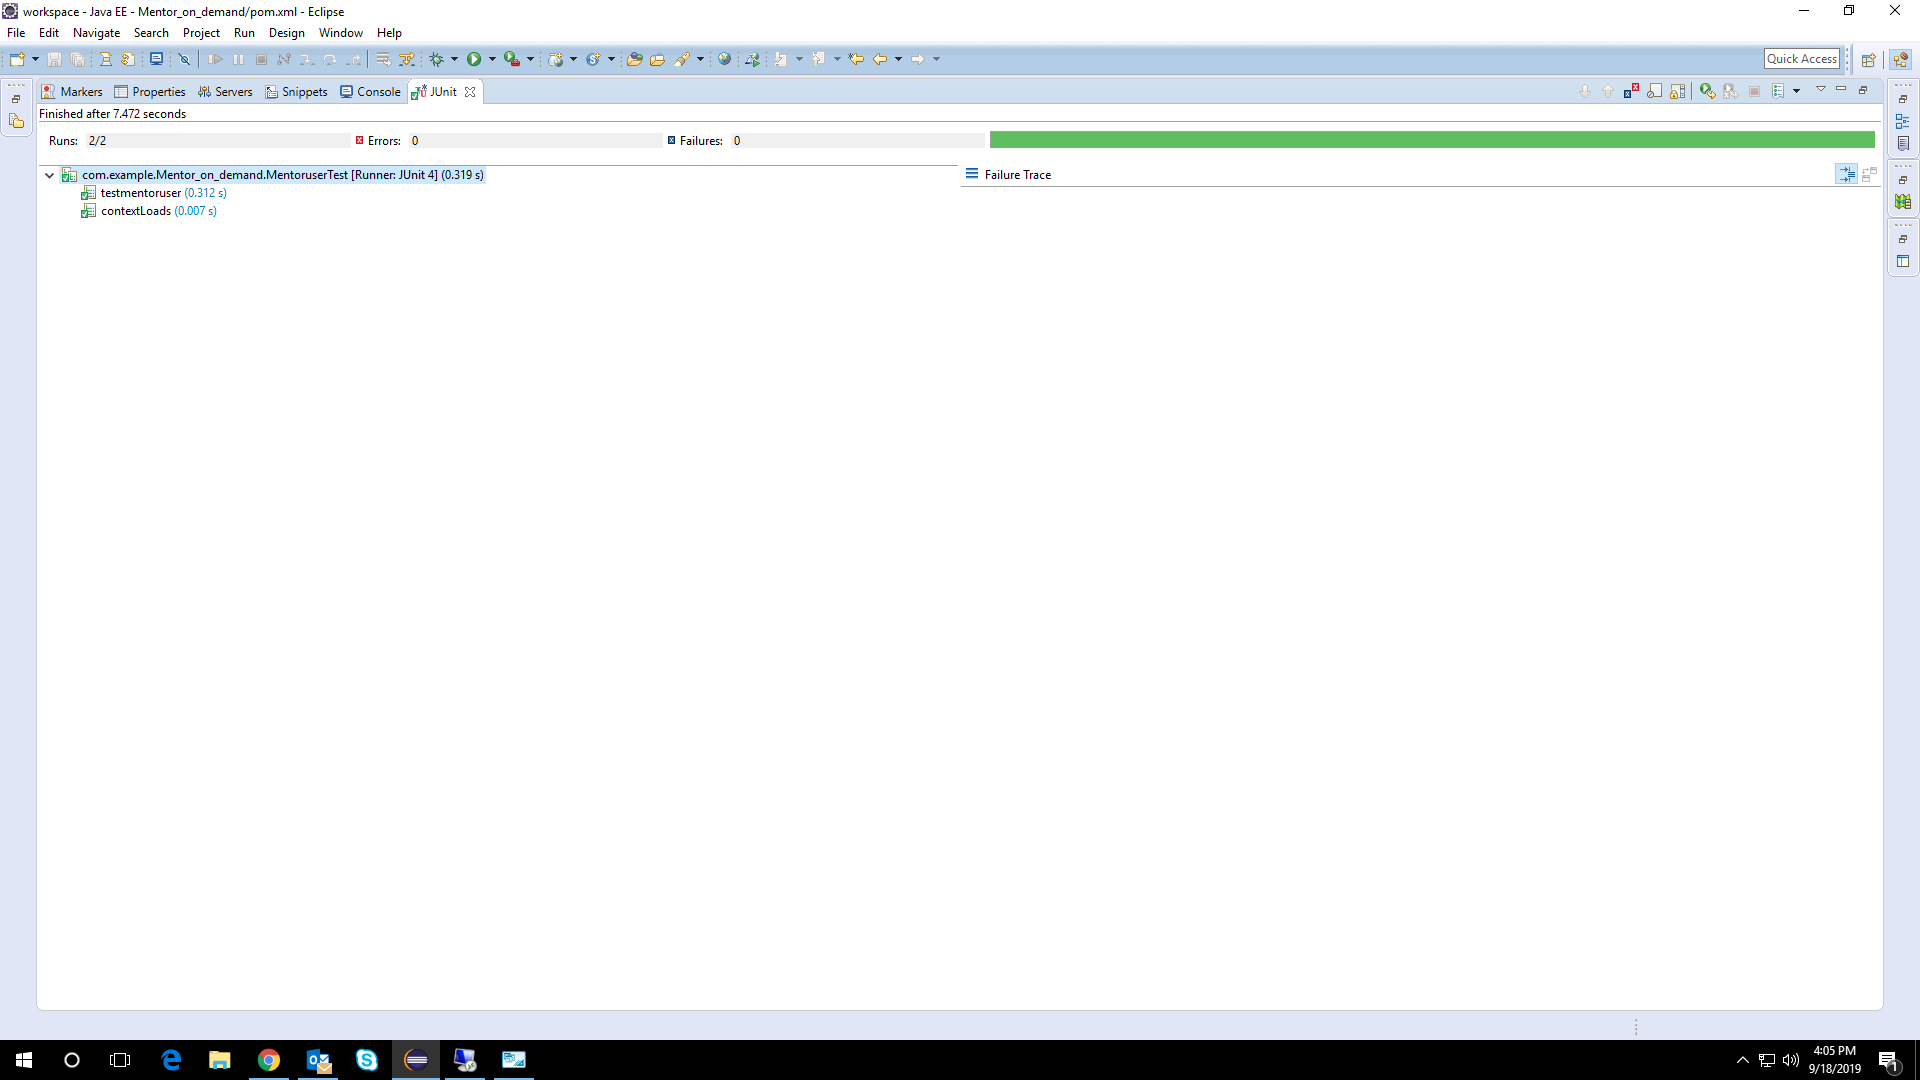 workspace - Java EE - Mentor_on_demand/pom.xml - Eclipse
File Edit Navigate Search Project Run Design Window Help
Quick Access
Markers Properties Servers Snippets Console JUnit
Finished after 7.472 seconds
Runs: 2/2 Errors: 0 Failures: 0
com.example.Mentor_on_demand.MentoruserTest [Runner: JUnit 4] (0.319 s)
Failure Trace
testmentoruser (0.312 s)
contextLoads (0.007 s)
4:05 PM
9/18/2019
1